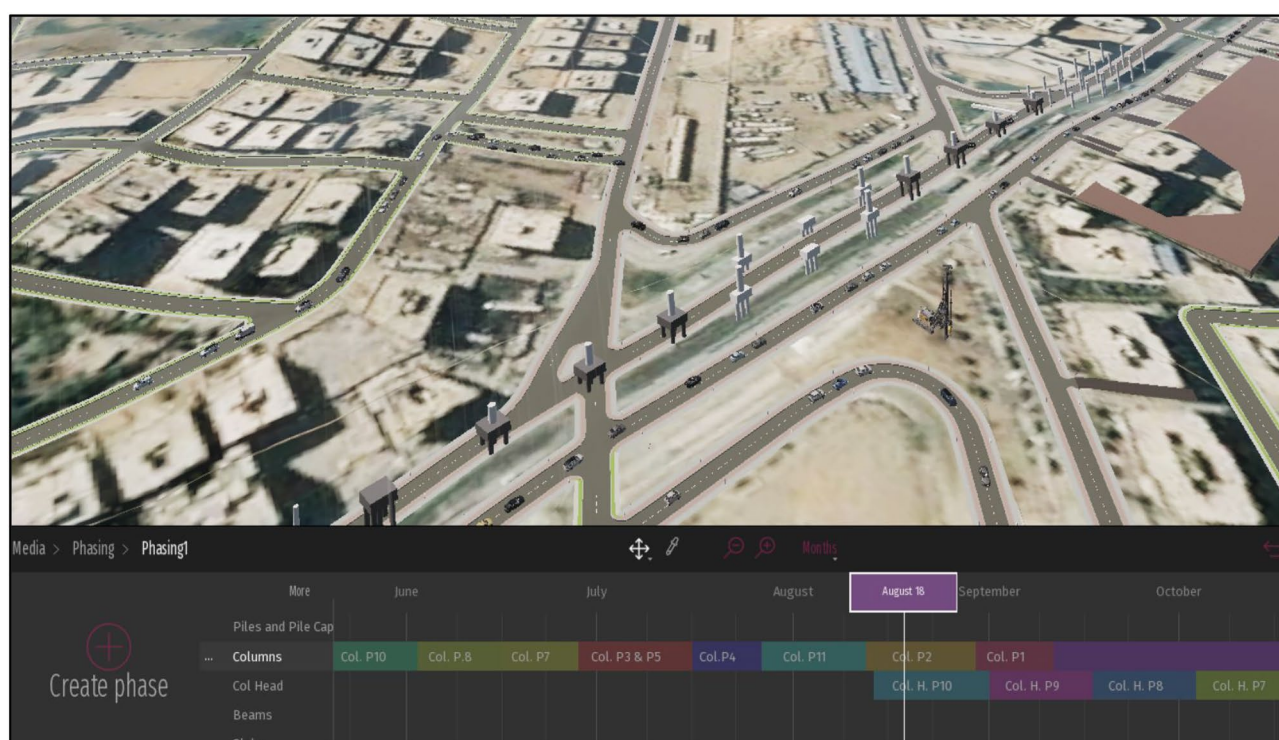 Media > Phasing > Phasing1
Months
More June July August August 18 September October
Piles and Pile Cap
... Columns Col. P10 Col. P.8 Col. P7 Col. P3 & P5 Col.P4 Col. P11 Col. P2 Col. P1
Create phase
Col Head Col. H. P10 Col. H. P9 Col. H. P8 Col. H. P7
Beams